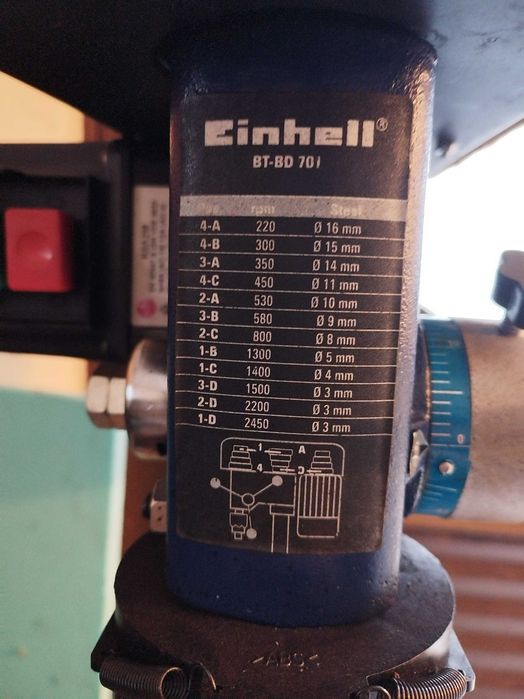 Einhell®
BT-BD 701
Pos. rpm Steel
4-A 220 Ø 16 mm
4-B 300 Ø 15 mm
3-A 350 Ø 14 mm
4-C 450 Ø 11 mm
2-A 530 Ø 10 mm
3-B 580 Ø 9 mm
2-C 800 Ø 8 mm
1-B 1300 Ø 5 mm
1-C 1400 Ø 4 mm
3-D 1500 Ø 3 mm
2-D 2200 Ø 3 mm
1-D 2450 Ø 3 mm
1 A
4 C
>ABS<
0